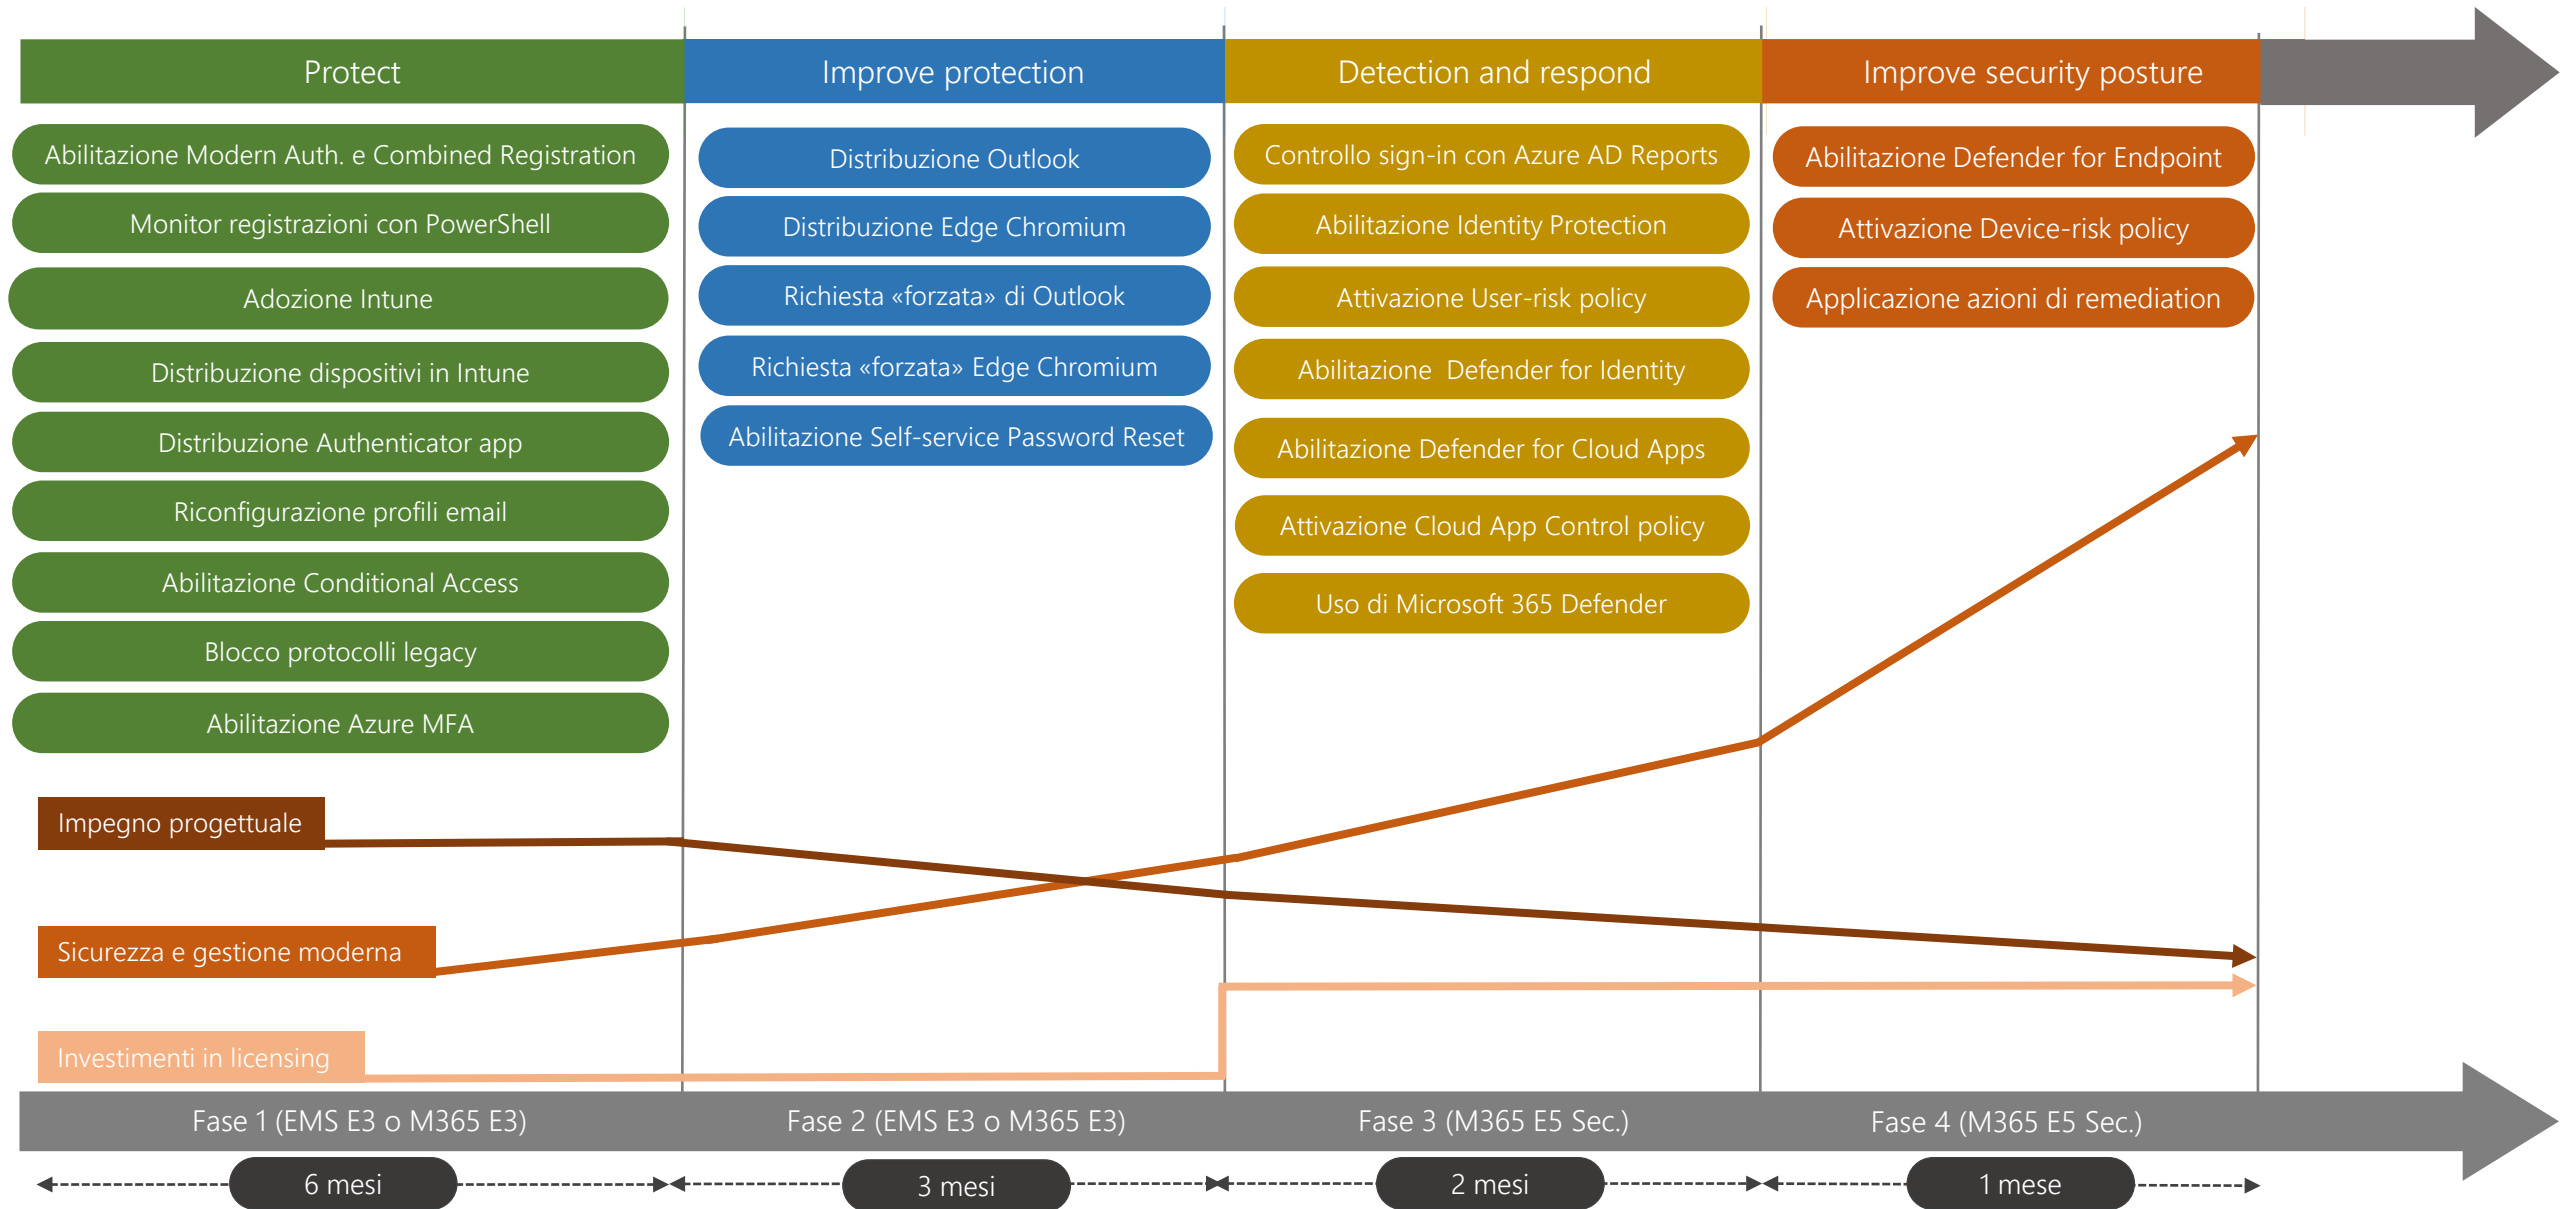 Protect
Improve protection
Detection and respond
Improve security posture
Abilitazione Modern Auth. e Combined Registration
Monitor registrazioni con PowerShell
Adozione Intune
Distribuzione dispositivi in Intune
Distribuzione Authenticator app
Riconfigurazione profili email
Abilitazione Conditional Access
Blocco protocolli legacy
Abilitazione Azure MFA
Distribuzione Outlook
Distribuzione Edge Chromium
Richiesta «forzata» di Outlook
Richiesta «forzata» Edge Chromium
Abilitazione Self-service Password Reset
Controllo sign-in con Azure AD Reports
Abilitazione Identity Protection
Attivazione User-risk policy
Abilitazione  Defender for Identity
Abilitazione Defender for Cloud Apps
Attivazione Cloud App Control policy
Uso di Microsoft 365 Defender
Abilitazione Defender for Endpoint
Attivazione Device-risk policy
Applicazione azioni di remediation
Impegno progettuale
Sicurezza e gestione moderna
Investimenti in licensing
Fase 1 (EMS E3 o M365 E3)
Fase 2 (EMS E3 o M365 E3)
Fase 3 (M365 E5 Sec.)
Fase 4 (M365 E5 Sec.)
6 mesi
3 mesi
2 mesi
1 mese